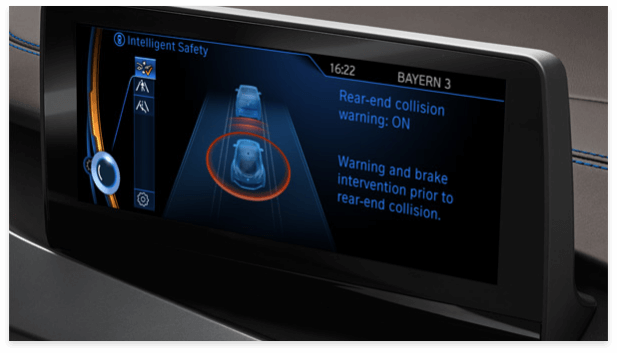 Intelligent Safety
16:22
BAYERN 3
Rear-end collision
warning: ON
Warning and brake
intervention prior to
rear-end collision.